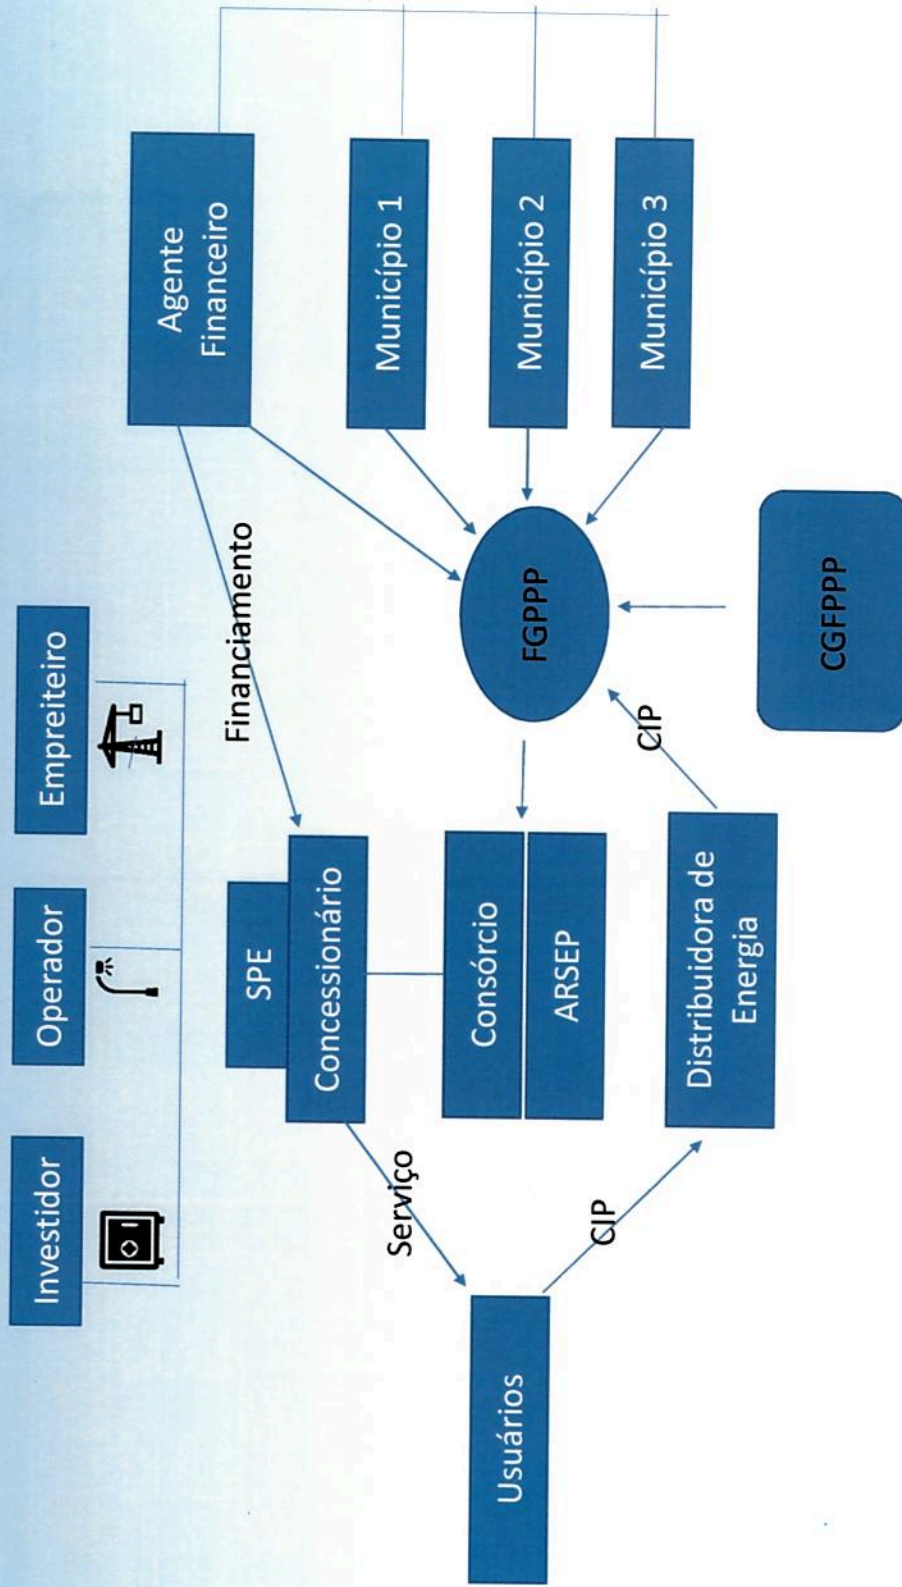 Investidor
Operador
Empreiteiro
SPE
Concessionário
Financiamento
Agente
Financeiro
Serviço
Usuários
Consórcio
ARSEP
FGPPP
Município 1
Município 2
Município 3
CIP
CIP
Distribuidora de
Energia
CGFPPP